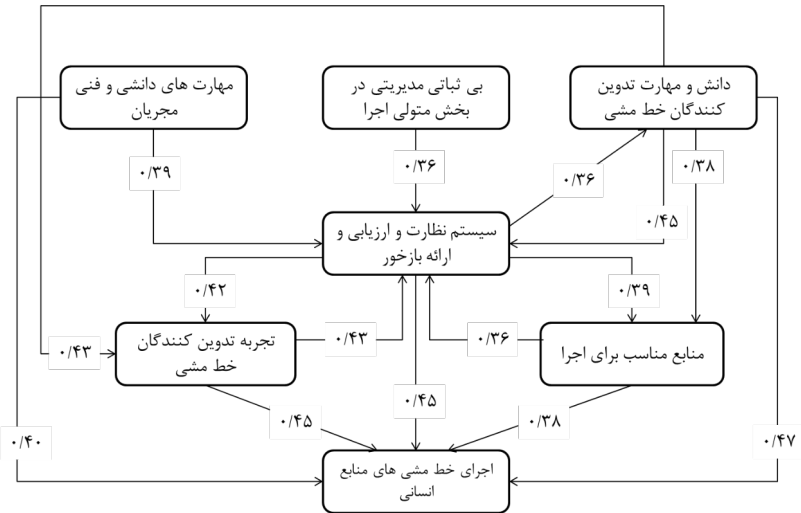 دانش و مهارت تدوین
کنندگان خط مشی
بی ثباتی مدیریتی در
بخش متولی اجرا
مهارت های دانشی و فنی
مجریان
۰/۳۸
۰/۳۶
۰/۳۶
۰/۳۹
۰/۴۵
سیستم نظارت و ارزیابی و
ارائه بازخور
۰/۳۹
۰/۴۲
منابع مناسب برای اجرا
۰/۳۶
۰/۴۳
تجربه تدوین کنندگان
خط مشی
۰/۴۳
۰/۴۵
۰/۳۸
۰/۴۵
۰/۴۷
۰/۴۰
اجرای خط مشی های منابع
انسانی